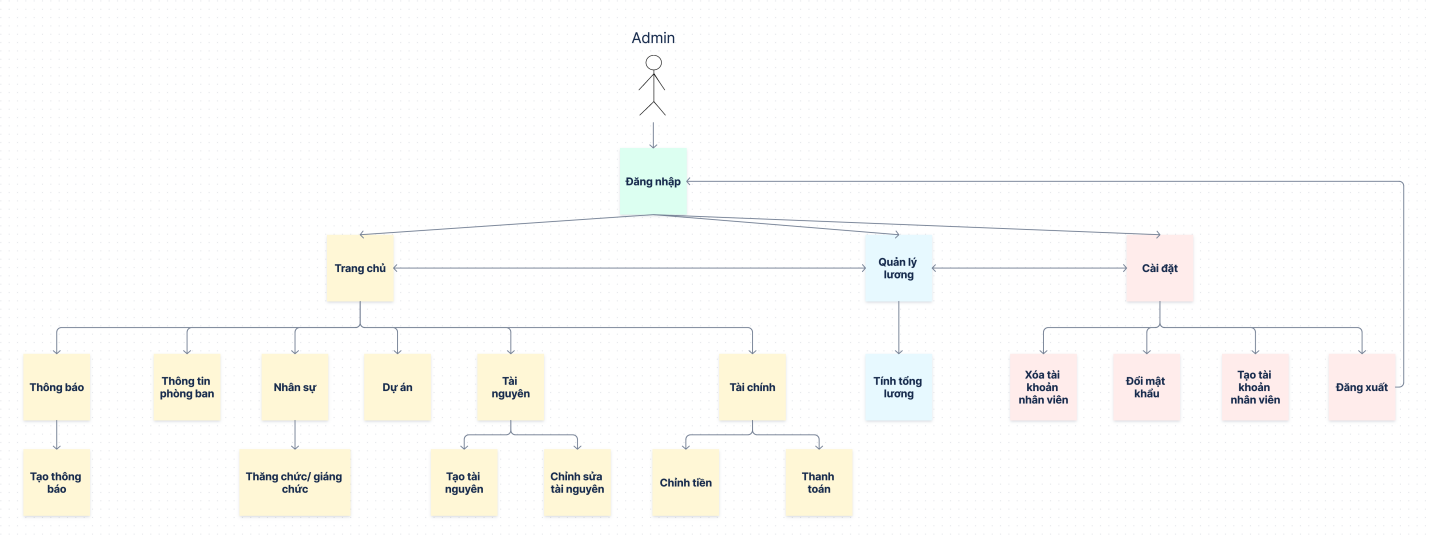 Admin
Đăng nhập
Trang chủ
Quản lý
lương
Cài đặt
Thông báo
Thông tin
phòng ban
Nhân sự
Dự án
Tài
nguyên
Tài chính
Tính tổng
lương
Xóa tài
khoản
nhân viên
Đổi mật
khẩu
Tạo tài
khoản
nhân viên
Đăng xuất
Tạo thông
báo
Thăng chức/ giáng
chức
Tạo tài
nguyên
Chỉnh sửa
tài nguyên
Chỉnh tiền
Thanh
toán